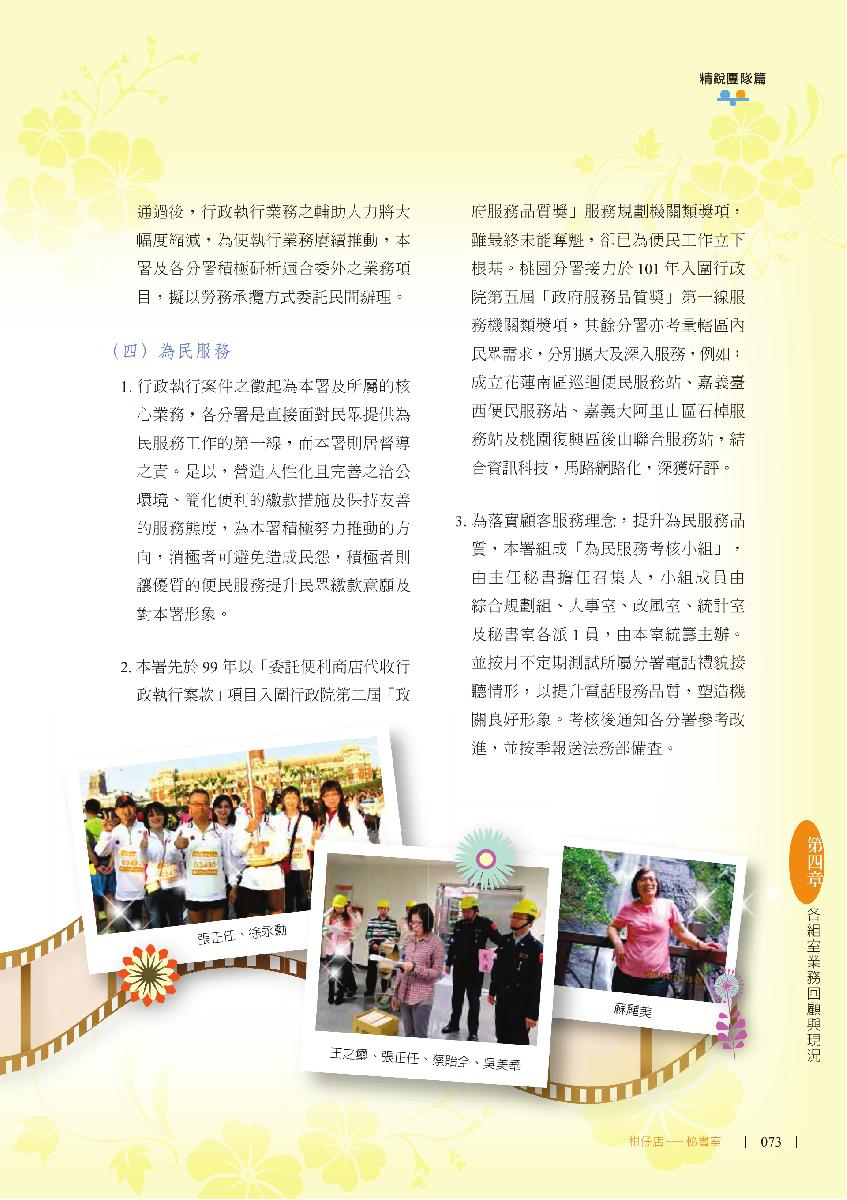 精銳團隊篇
通過後，行政執行業務之輔助人力將大
幅度縮減，為使執行業務賡續推動，本
署及各分署積極研析適合委外之業務項
目，擬以勞務承攬方式委託民間辦理。
（四）為民服務
1. 行政執行案件之徵起為本署及所屬的核
心業務，各分署是直接面對民眾提供為
民服務工作的第一線，而本署則居督導
之責。是以，營造人性化且完善之洽公
環境、簡化便利的繳款措施及保持友善
的服務態度，為本署積極努力推動的方
向，消極者可避免造成民怨，積極者則
讓優質的便民服務提升民眾繳款意願及
對本署形象。
2. 本署先於 99 年以「委託便利商店代收行
政執行案款」項目入圍行政院第二屆「政
府服務品質獎」服務規劃機關類獎項，
雖最終未能奪魁，卻已為便民工作立下
根基。桃園分署接力於 101 年入圍行政
院第五屆「政府服務品質獎」第一線服
務機關類獎項，其餘分署亦考量轄區內
民眾需求，分別擴大及深入服務，例如：
成立花蓮南區巡迴便民服務站、嘉義臺
西便民服務站、嘉義大阿里山區石棹服
務站及桃園復興區後山聯合服務站，結
合資訊科技，馬路網路化，深獲好評。
3. 為落實顧客服務理念，提升為民服務品
質，本署組成「為民服務考核小組」，
由主任秘書擔任召集人，小組成員由
綜合規劃組、人事室、政風室、統計室
及秘書室各派 1 員，由本室統籌主辦。
並按月不定期測試所屬分署電話禮貌接
聽情形，以提升電話服務品質，塑造機
關良好形象。考核後通知各分署參考改
進，並按季報送法務部備查。
張正任、徐永勳
蘇麗美
張正任、蔡貽全、吳美華
第四章
各組室業務回顧與現況
柑仔店——秘書室 | 073 |